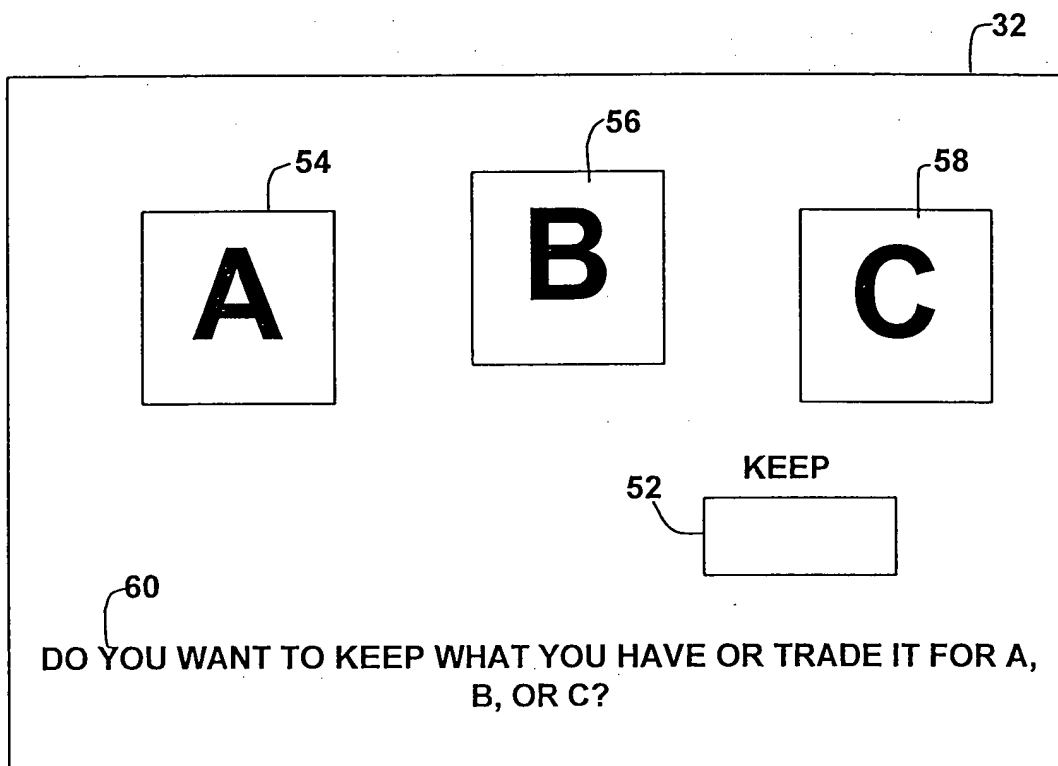 32
56
54
58
A
B
C
KEEP
52
60
DO YOU WANT TO KEEP WHAT YOU HAVE OR TRADE IT FOR A,
B, OR C?